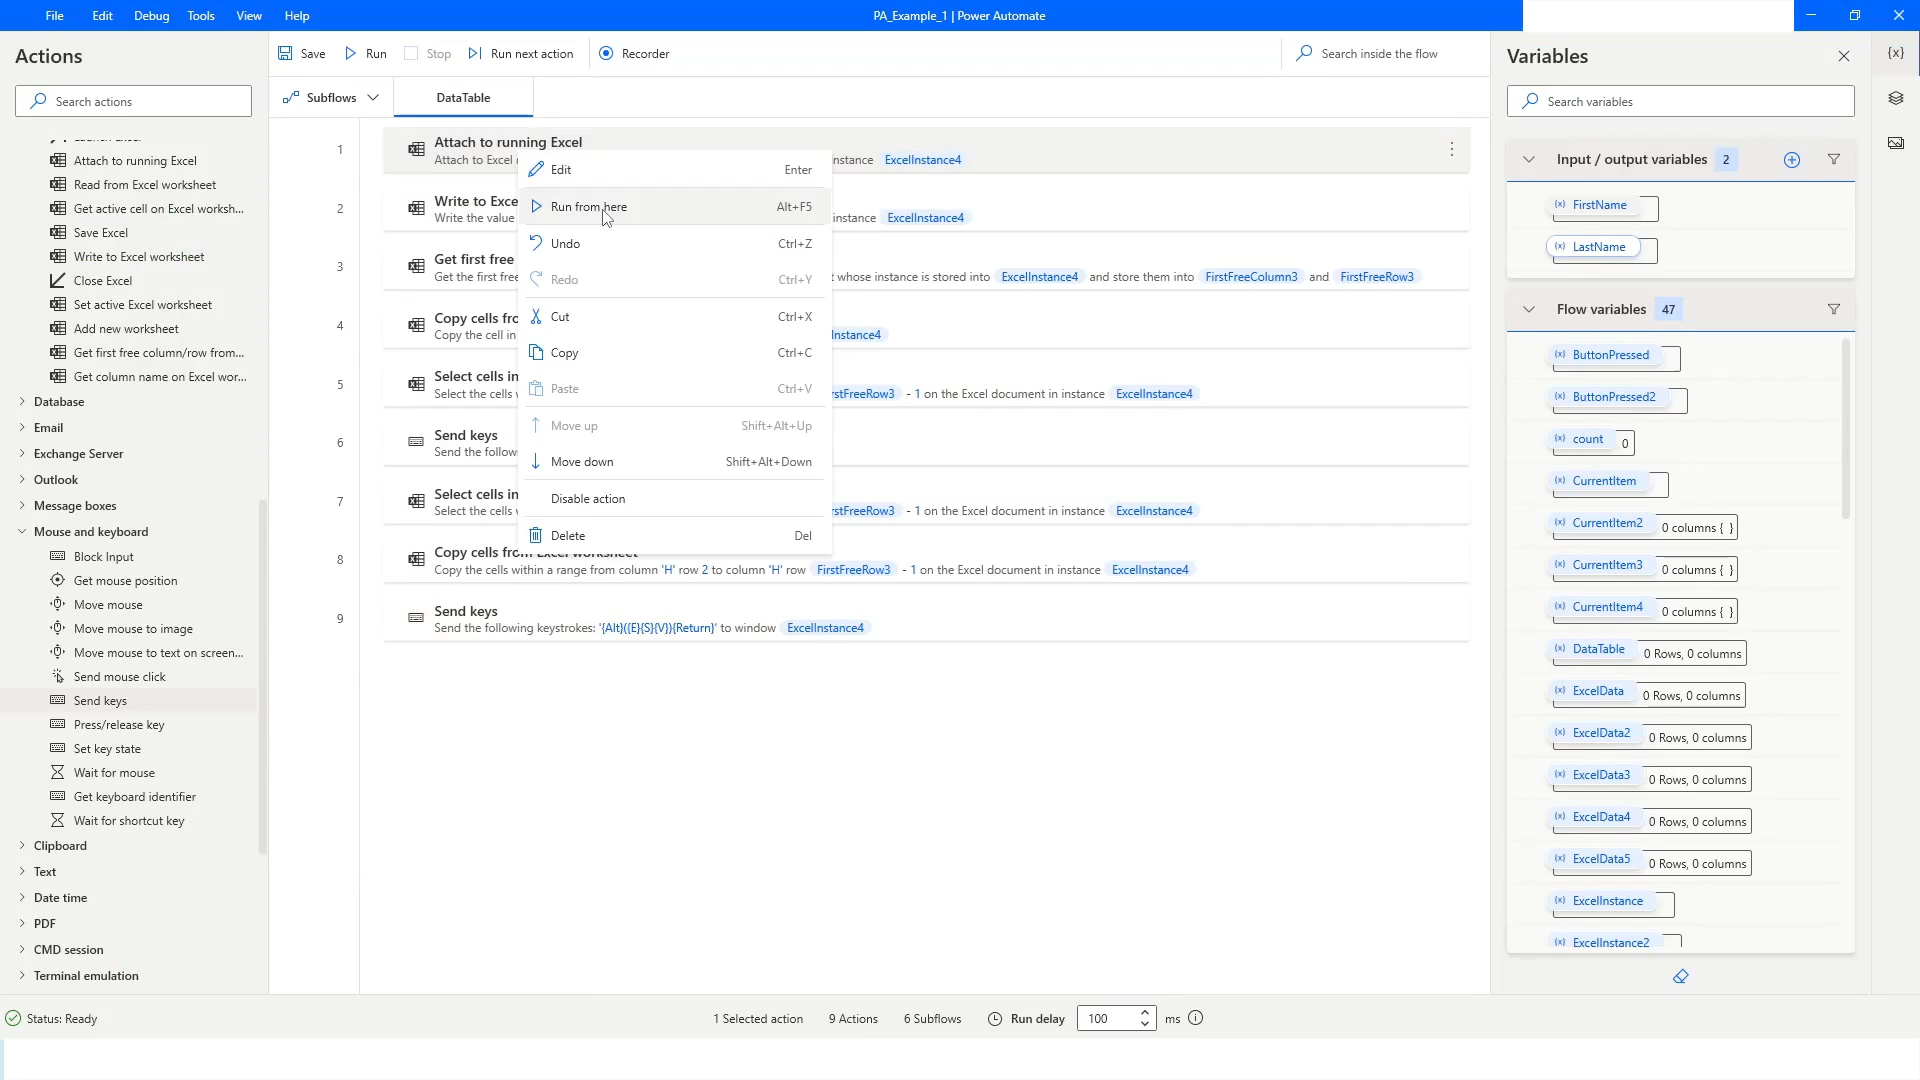 File Edit Debug Tools View Help
PA_Example_1 | Power Automate
Actions
Search actions
Attach to running Excel
Read from Excel worksheet
Get active cell on Excel worksh...
Save Excel
Write to Excel worksheet
Close Excel
Set active Excel worksheet
Add new worksheet
Get first free column/row from...
Get column name on Excel wor...
Database
Email
Exchange Server
Outlook
Message boxes
Mouse and keyboard
Block Input
Get mouse position
Move mouse
Move mouse to image
Move mouse to text on screen...
Send mouse click
Send keys
Press/release key
Set key state
Wait for mouse
Get keyboard identifier
Wait for shortcut key
Clipboard
Text
Date time
PDF
CMD session
Terminal emulation
Save Run Stop Run next action Recorder
Search inside the flow
Subflows DataTable
1 Attach to running Excel
Attach to Excel nstance ExcelInstance4
2 Write to Exce
Write the value instance ExcelInstance4
3 Get first free
Get the first free t whose instance is stored into ExcelInstance4 and store them into FirstFreeColumn3 and FirstFreeRow3
4 Copy cells fro
Copy the cell in Instance4
5 Select cells in
Select the cells rstFreeRow3 - 1 on the Excel document in instance ExcelInstance4
6 Send keys
Send the follow
7 Select cells in
Select the cells rstFreeRow3 - 1 on the Excel document in instance ExcelInstance4
8 Copy cells from Excel worksheet
Copy the cells within a range from column 'H' row 2 to column 'H' row FirstFreeRow3 - 1 on the Excel document in instance ExcelInstance4
9 Send keys
Send the following keystrokes: '{Alt}({E}{S}{V}){Return}' to window ExcelInstance4
Edit Enter
Run from here Alt+F5
Undo Ctrl+Z
Redo Ctrl+Y
Cut Ctrl+X
Copy Ctrl+C
Paste Ctrl+V
Move up Shift+Alt+Up
Move down Shift+Alt+Down
Disable action
Delete Del
Variables
{x}
Search variables
Input / output variables 2
(x) FirstName
(x) LastName
Flow variables 47
(x) ButtonPressed
(x) ButtonPressed2
(x) count 0
(x) CurrentItem
(x) CurrentItem2 0 columns { }
(x) CurrentItem3 0 columns { }
(x) CurrentItem4 0 columns { }
(x) DataTable 0 Rows, 0 columns
(x) ExcelData 0 Rows, 0 columns
(x) ExcelData2 0 Rows, 0 columns
(x) ExcelData3 0 Rows, 0 columns
(x) ExcelData4 0 Rows, 0 columns
(x) ExcelData5 0 Rows, 0 columns
(x) ExcelInstance
(x) ExcelInstance2
Status: Ready
1 Selected action 9 Actions 6 Subflows Run delay 100 ms